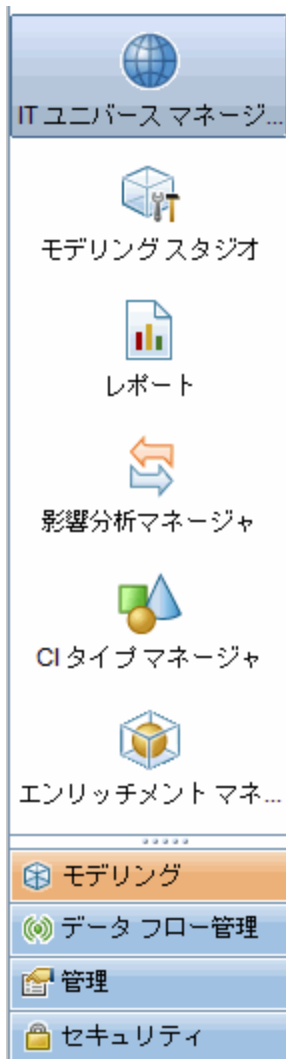 IT ユニバース マネージ...
モデリング スタジオ
レポート
影響分析マネージャ
CI タイプ マネージャ
エンリッチメント マネ...
モデリング
データ フロー管理
管理
セキュリティ